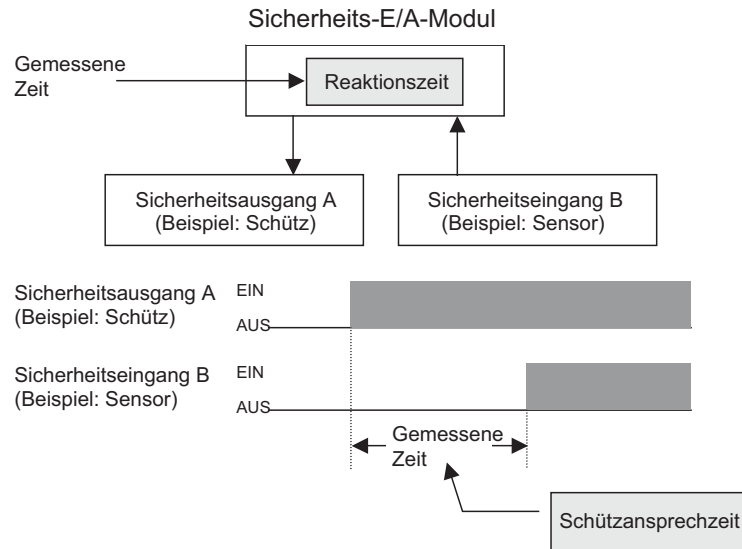 Sicherheits-E/A-Modul
Gemessene
Zeit
Reaktionszeit
Sicherheitsausgang A
(Beispiel: Schütz)
Sicherheitseingang B
(Beispiel: Sensor)
Sicherheitsausgang A
(Beispiel: Schütz)
EIN
AUS
Sicherheitseingang B
(Beispiel: Sensor)
EIN
AUS
Gemessene
Zeit
Schützansprechzeit